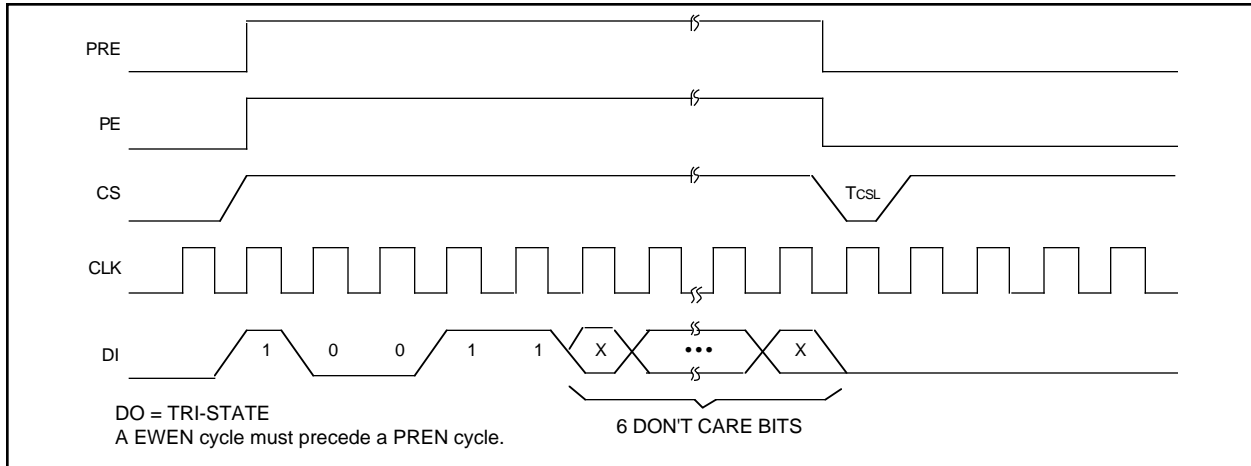 PRE
PE
CS
TCSL
CLK
DI
1 0 0 1 1 X ••• X
DO = TRI-STATE
A EWEN cycle must precede a PREN cycle.
6 DON'T CARE BITS